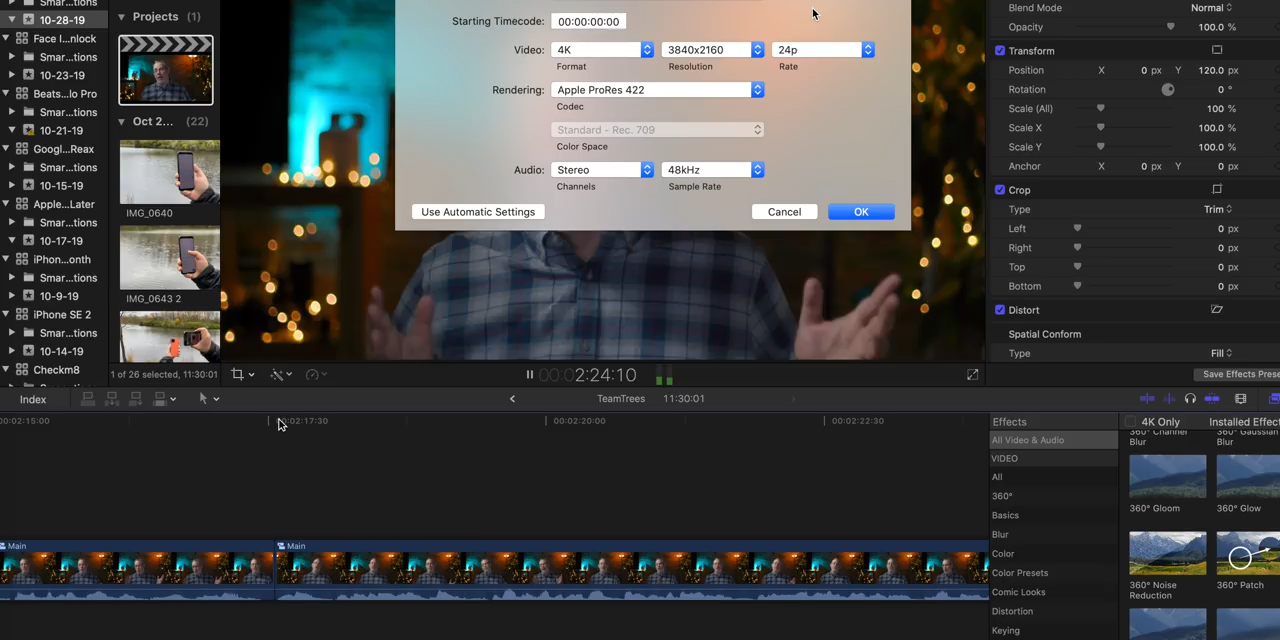 Smar...tions
10-28-19
Face I...nlock
Smar...tions
10-23-19
Beats...lo Pro
Smar...tions
10-21-19
Googl...Reax
Smar...tions
10-15-19
Apple...Later
Smar...tions
10-17-19
iPhon...onth
Smar...tions
10-9-19
iPhone SE 2
Smar...tions
10-14-19
Checkm8
Projects (1)
Oct 2... (22)
IMG_0640
IMG_0643 2
1 of 26 selected, 11:30:01
Starting Timecode: 00:00:00:00
Video: 4K 3840x2160 24p
Format Resolution Rate
Rendering: Apple ProRes 422
Codec
Standard - Rec. 709
Color Space
Audio: Stereo 48kHz
Channels Sample Rate
Use Automatic Settings Cancel OK
00:00:2:24:10
Blend Mode Normal
Opacity 100.0 %
Transform
Position X 0 px Y 120.0 px
Rotation 0 °
Scale (All) 100 %
Scale X 100.0 %
Scale Y 100.0 %
Anchor X 0 px Y 0 px
Crop
Type Trim
Left 0 px
Right 0 px
Top 0 px
Bottom 0 px
Distort
Spatial Conform
Type Fill
Save Effects Prese
Index
TeamTrees 11:30:01
00:02:15:00
00:02:17:30
00:02:20:00
00:02:22:30
Main
Main
Effects
4K Only
Installed Effect
All Video & Audio
VIDEO
All
360°
Basics
Blur
Color
Color Presets
Comic Looks
Distortion
Keying
360° Channel
Blur
360° Gaussian
Blur
360° Gloom
360° Glow
360° Noise
Reduction
360° Patch